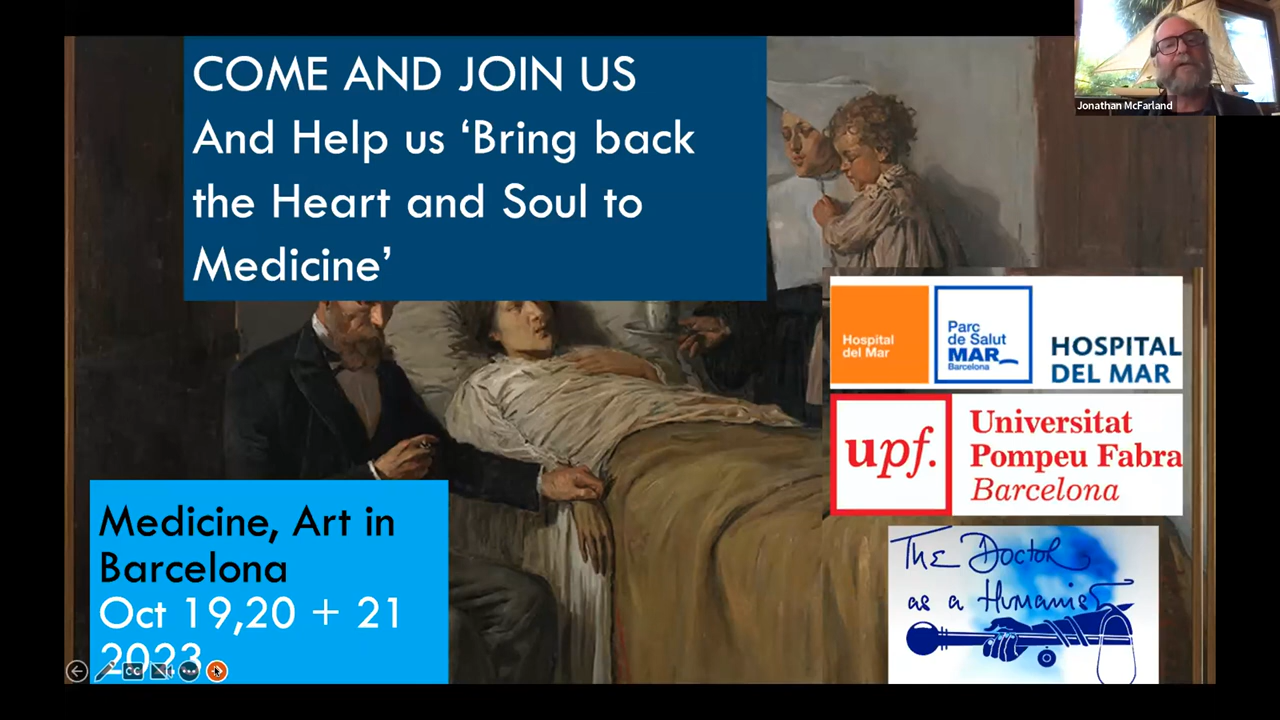 COME AND JOIN US
And Help us ‘Bring back
the Heart and Soul to
Medicine’
Jonathan McFarland
Hospital
del Mar
Parc
de Salut
MAR
Barcelona
HOSPITAL
DEL MAR
upf.
Universitat
Pompeu Fabra
Barcelona
Medicine, Art in
Barcelona
Oct 19,20 + 21
2023
CC
The Doctor
as a Humanist